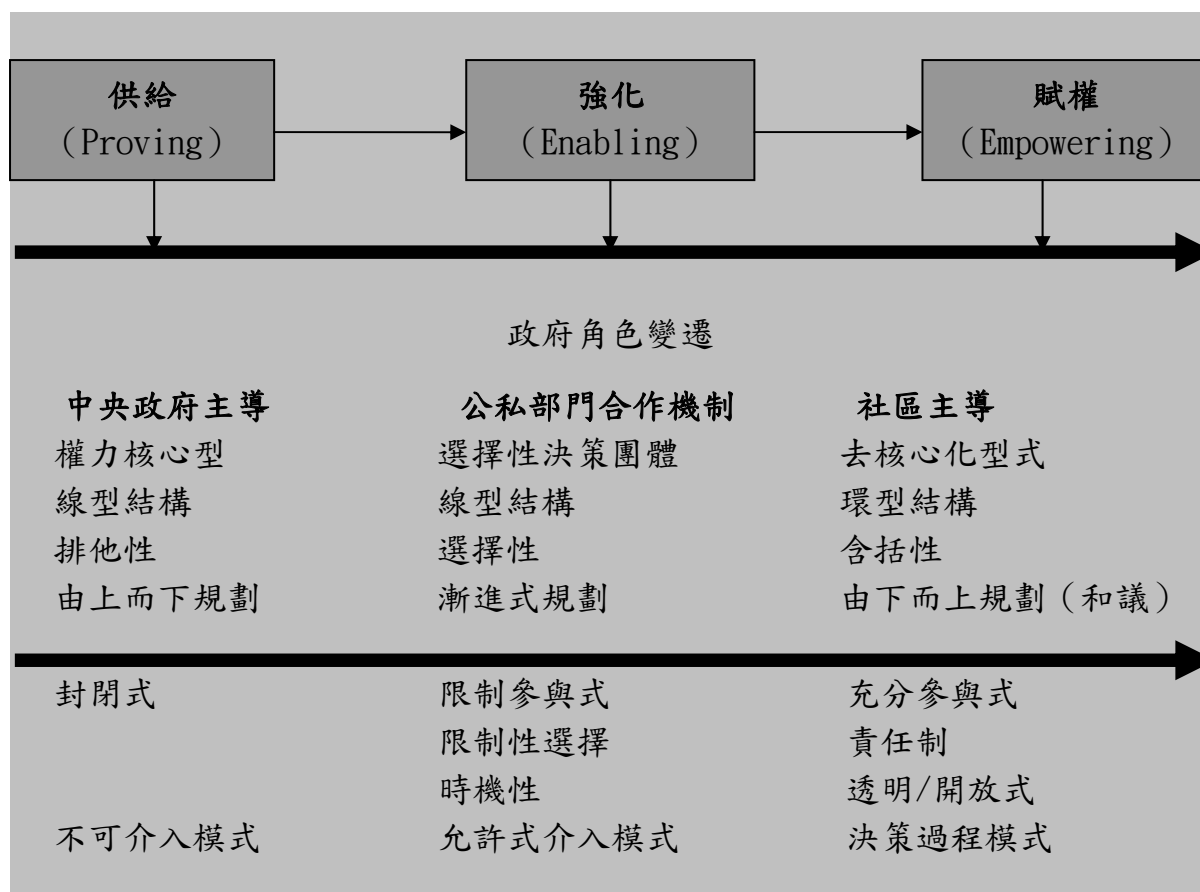 供給
（Proving）
強化
（Enabling）
賦權
（Empowering）
政府角色變遷
中央政府主導 公私部門合作機制 社區主導
權力核心型 選擇性決策團體 去核心化型式
線型結構 線型結構 環型結構
排他性 選擇性 含括性
由上而下規劃 漸進式規劃 由下而上規劃（和議）
封閉式 限制參與式 充分參與式
限制性選擇 責任制
時機性 透明/開放式
不可介入模式 允許式介入模式 決策過程模式